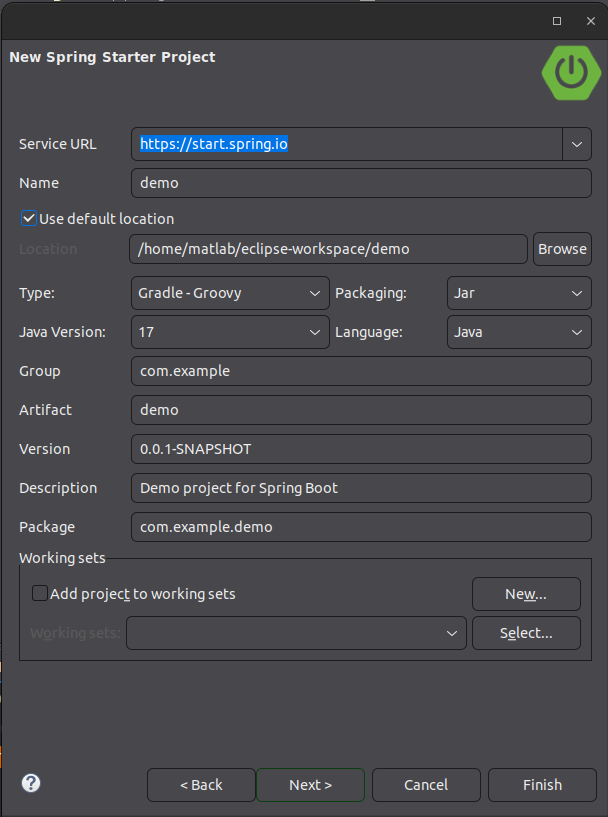 New Spring Starter Project
Service URL https://start.spring.io
Name demo
Use default location
Location /home/matlab/eclipse-workspace/demo Browse
Type: Gradle - Groovy Packaging: Jar
Java Version: 17 Language: Java
Group com.example
Artifact demo
Version 0.0.1-SNAPSHOT
Description Demo project for Spring Boot
Package com.example.demo
Working sets
Add project to working sets New...
Working sets: Select...
? < Back Next > Cancel Finish